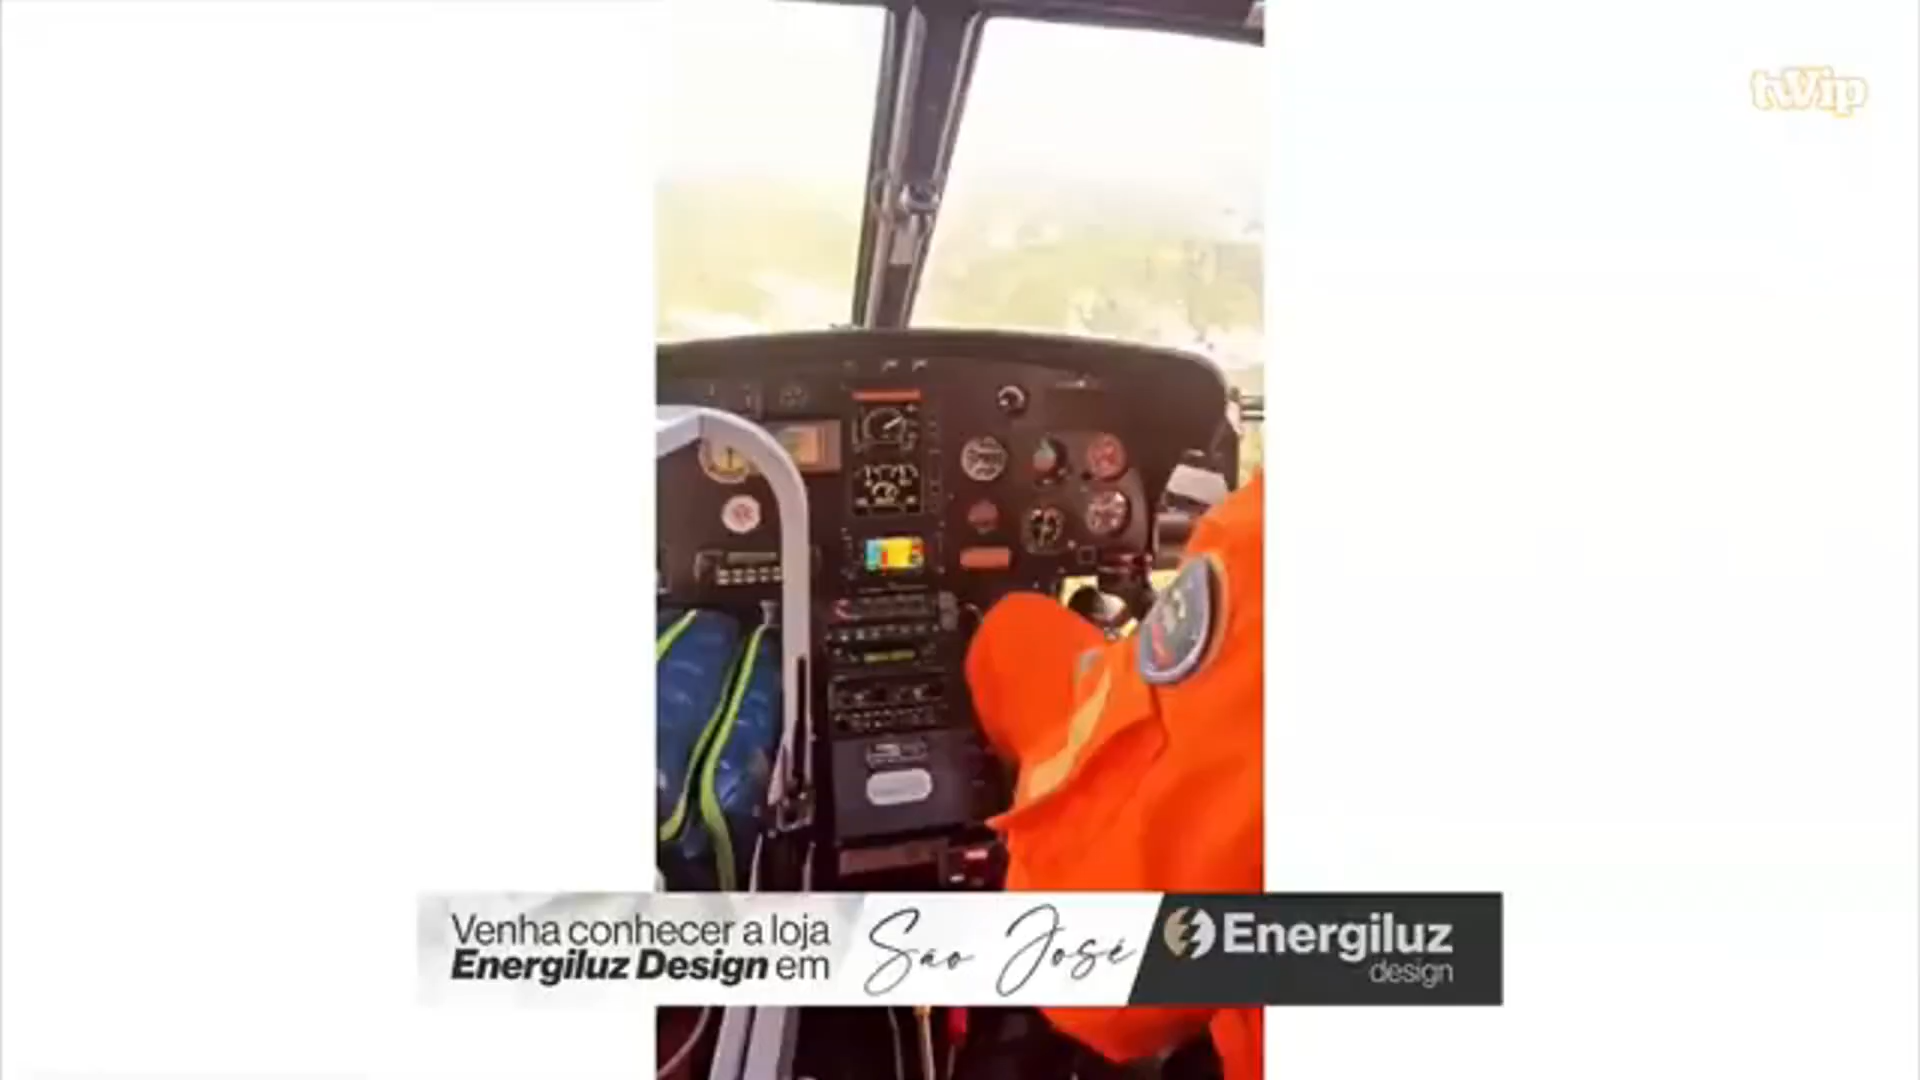 tvVip
Venha conhecer a loja
Energiluz Design em
São José
Energiluz
design